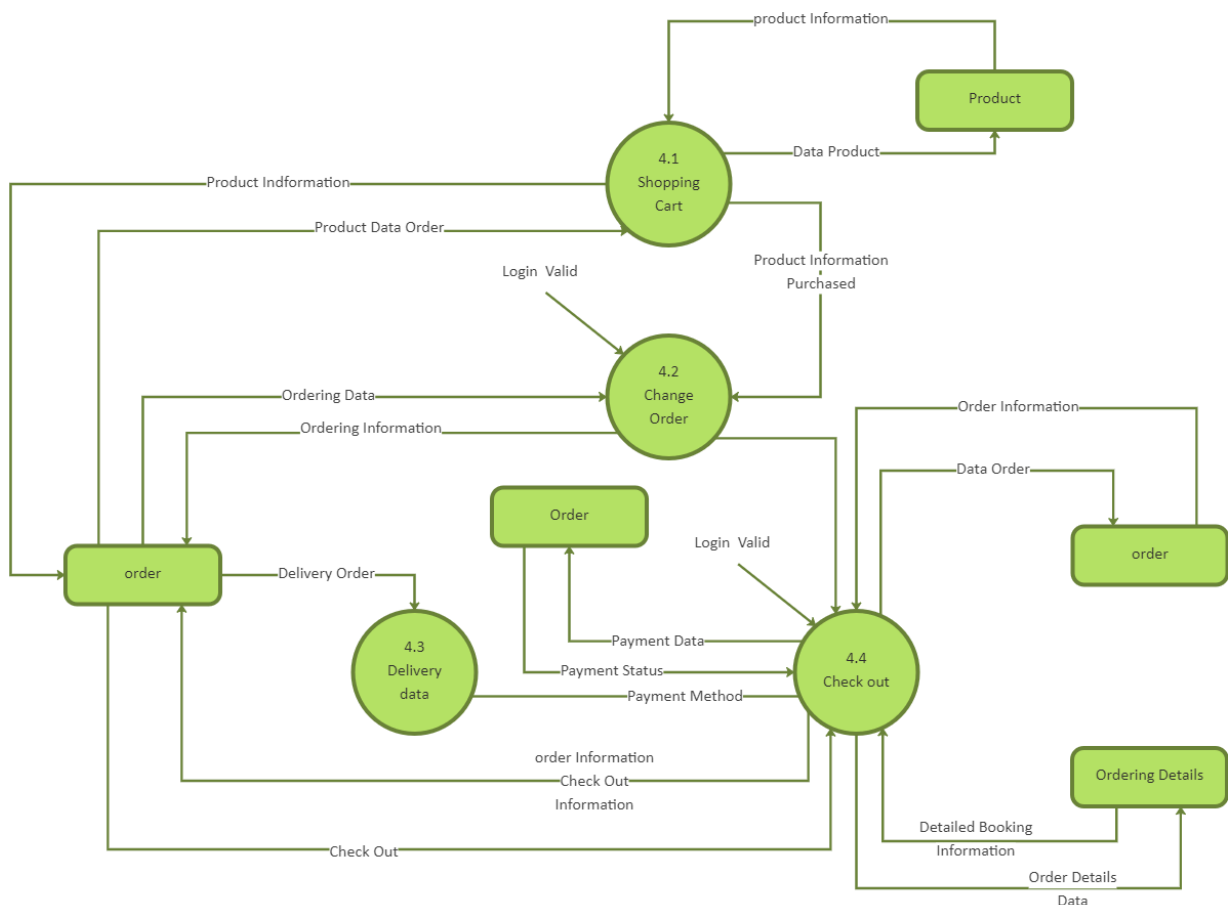 product Information
Product
4.1
Shopping
Cart
Data Product
Product Indformation
Product Data Order
Product Information
Purchased
Login  Valid
4.2
Change
Order
Ordering Data
Ordering Information
Order Information
Data Order
Order
Login  Valid
order
order
Delivery Order
4.3
Delivery
data
Payment Data
Payment Status
Payment Method
4.4
Check out
order Information
Check Out
Information
Ordering Details
Detailed Booking
Information
Check Out
Order Details
Data